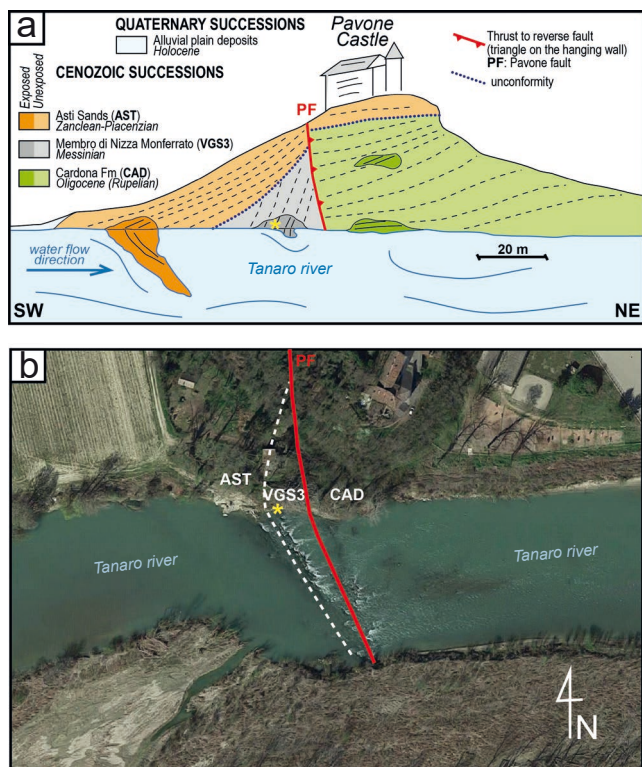 a
QUATERNARY SUCCESSIONS
Alluvial plain deposits
Holocene
CENOZOIC SUCCESSIONS
Exposed
Unexposed
Asti Sands (AST)
Zanclean-Piacenzian
Membro di Nizza Monferrato (VGS3)
Messinian
Cardona Fm (CAD)
Oligocene (Rupelian)
Pavone
Castle
Thrust to reverse fault
(triangle on the hanging wall)
PF: Pavone fault
unconformity
PF
water flow
direction
Tanaro river
20 m
SW
NE
b
PF
AST
VGS3
CAD
Tanaro river
Tanaro river
N